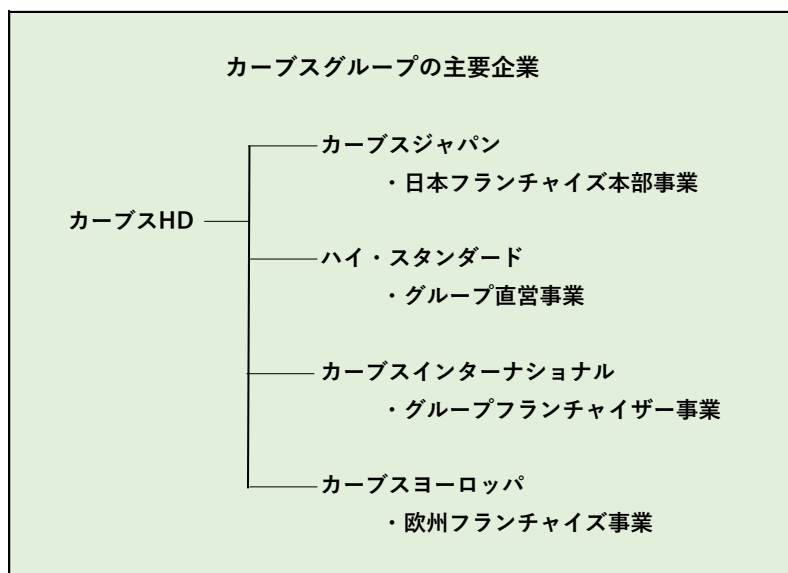 カーブスグループの主要企業
カーブスジャパン
・日本フランチャイズ本部事業
カーブスHD
ハイ・スタンダード
・グループ直営事業
カーブスインターナショナル
・グループフランチャイザー事業
カーブスヨーロッパ
・欧州フランチャイズ事業